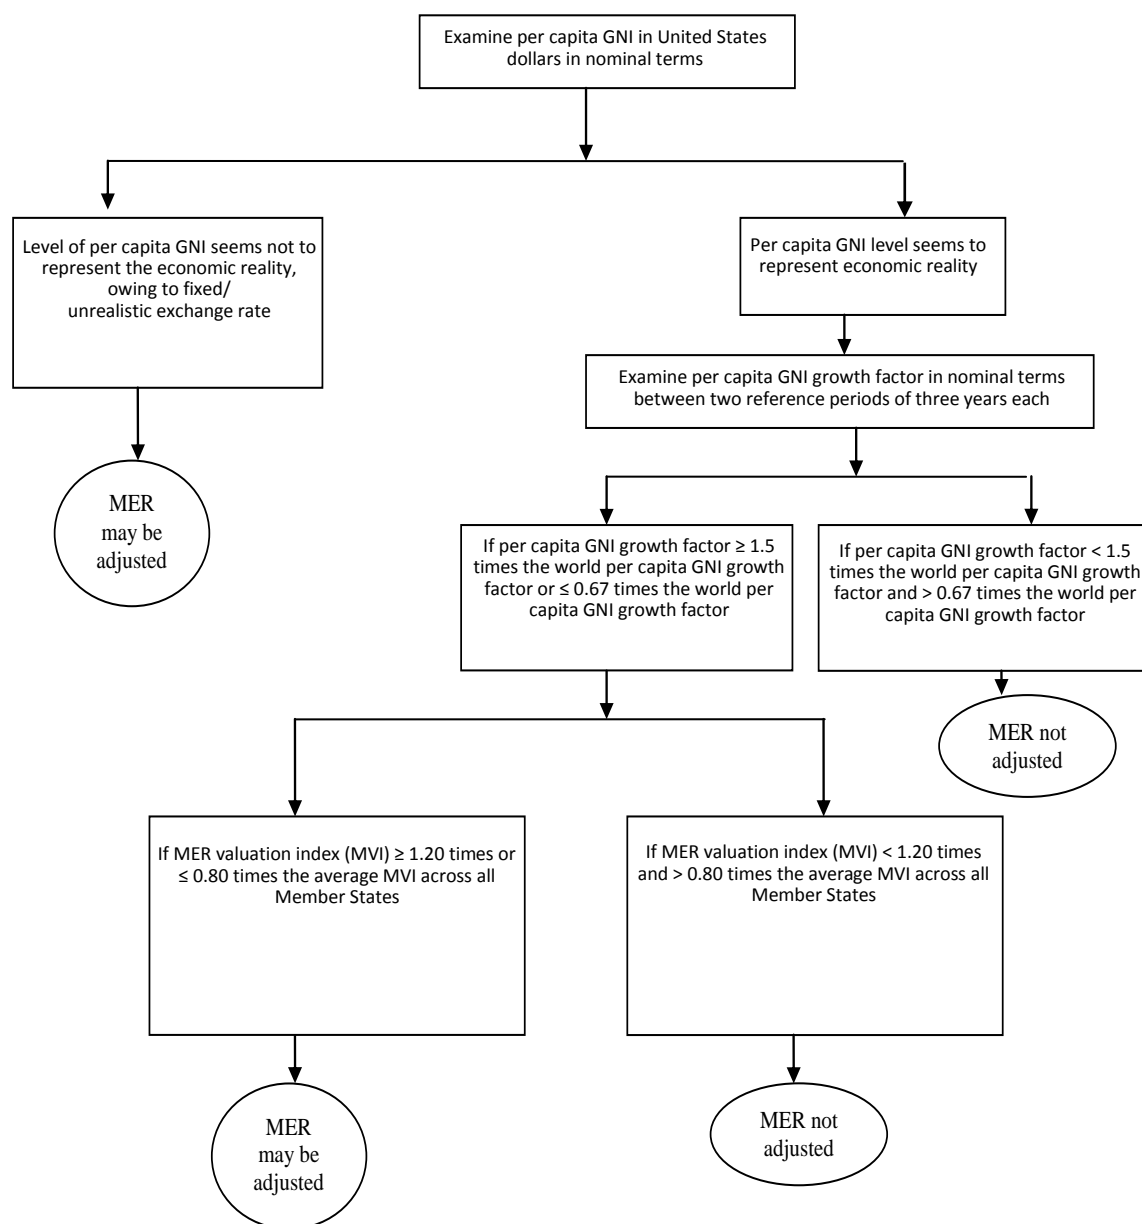 Examine per capita GNI in United States
dollars in nominal terms
Level of per capita GNI seems not to
represent the economic reality,
owing to fixed/
unrealistic exchange rate
Per capita GNI level seems to
represent economic reality
Examine per capita GNI growth factor in nominal terms
between two reference periods of three years each
MER
may be
adjusted
If per capita GNI growth factor ≥ 1.5
times the world per capita GNI growth
factor or ≤ 0.67 times the world per
capita GNI growth factor
If per capita GNI growth factor < 1.5
times the world per capita GNI growth
factor and > 0.67 times the world per
capita GNI growth factor
MER not
adjusted
If MER valuation index (MVI) ≥ 1.20 times or
≤ 0.80 times the average MVI across all
Member States
If MER valuation index (MVI) < 1.20 times
and > 0.80 times the average MVI across all
Member States
MER
may be
adjusted
MER not
adjusted